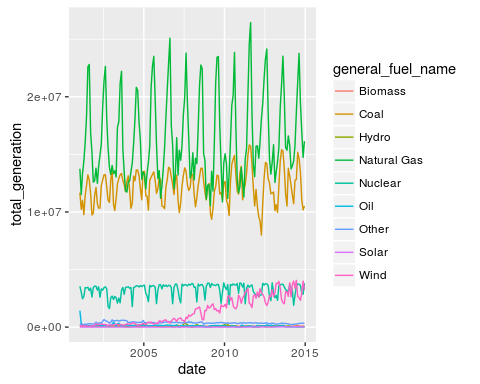 general_fuel_name
Biomass
Coal
Hydro
Natural Gas
Nuclear
Oil
Other
Solar
Wind
total_generation
2e+07
1e+07
0e+00
2005 2010 2015
date